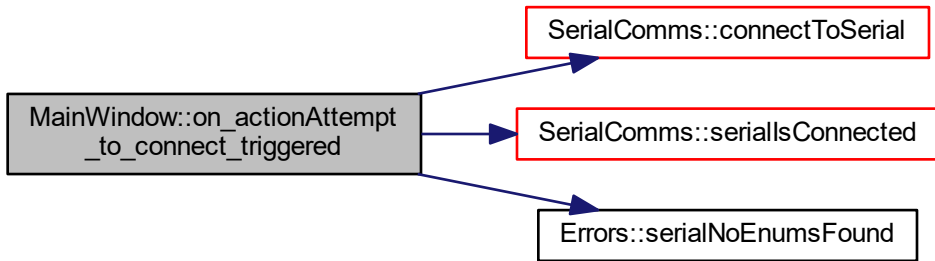 SerialComms::connectToSerial
MainWindow::on_actionAttempt
_to_connect_triggered
SerialComms::serialIsConnected
Errors::serialNoEnumsFound